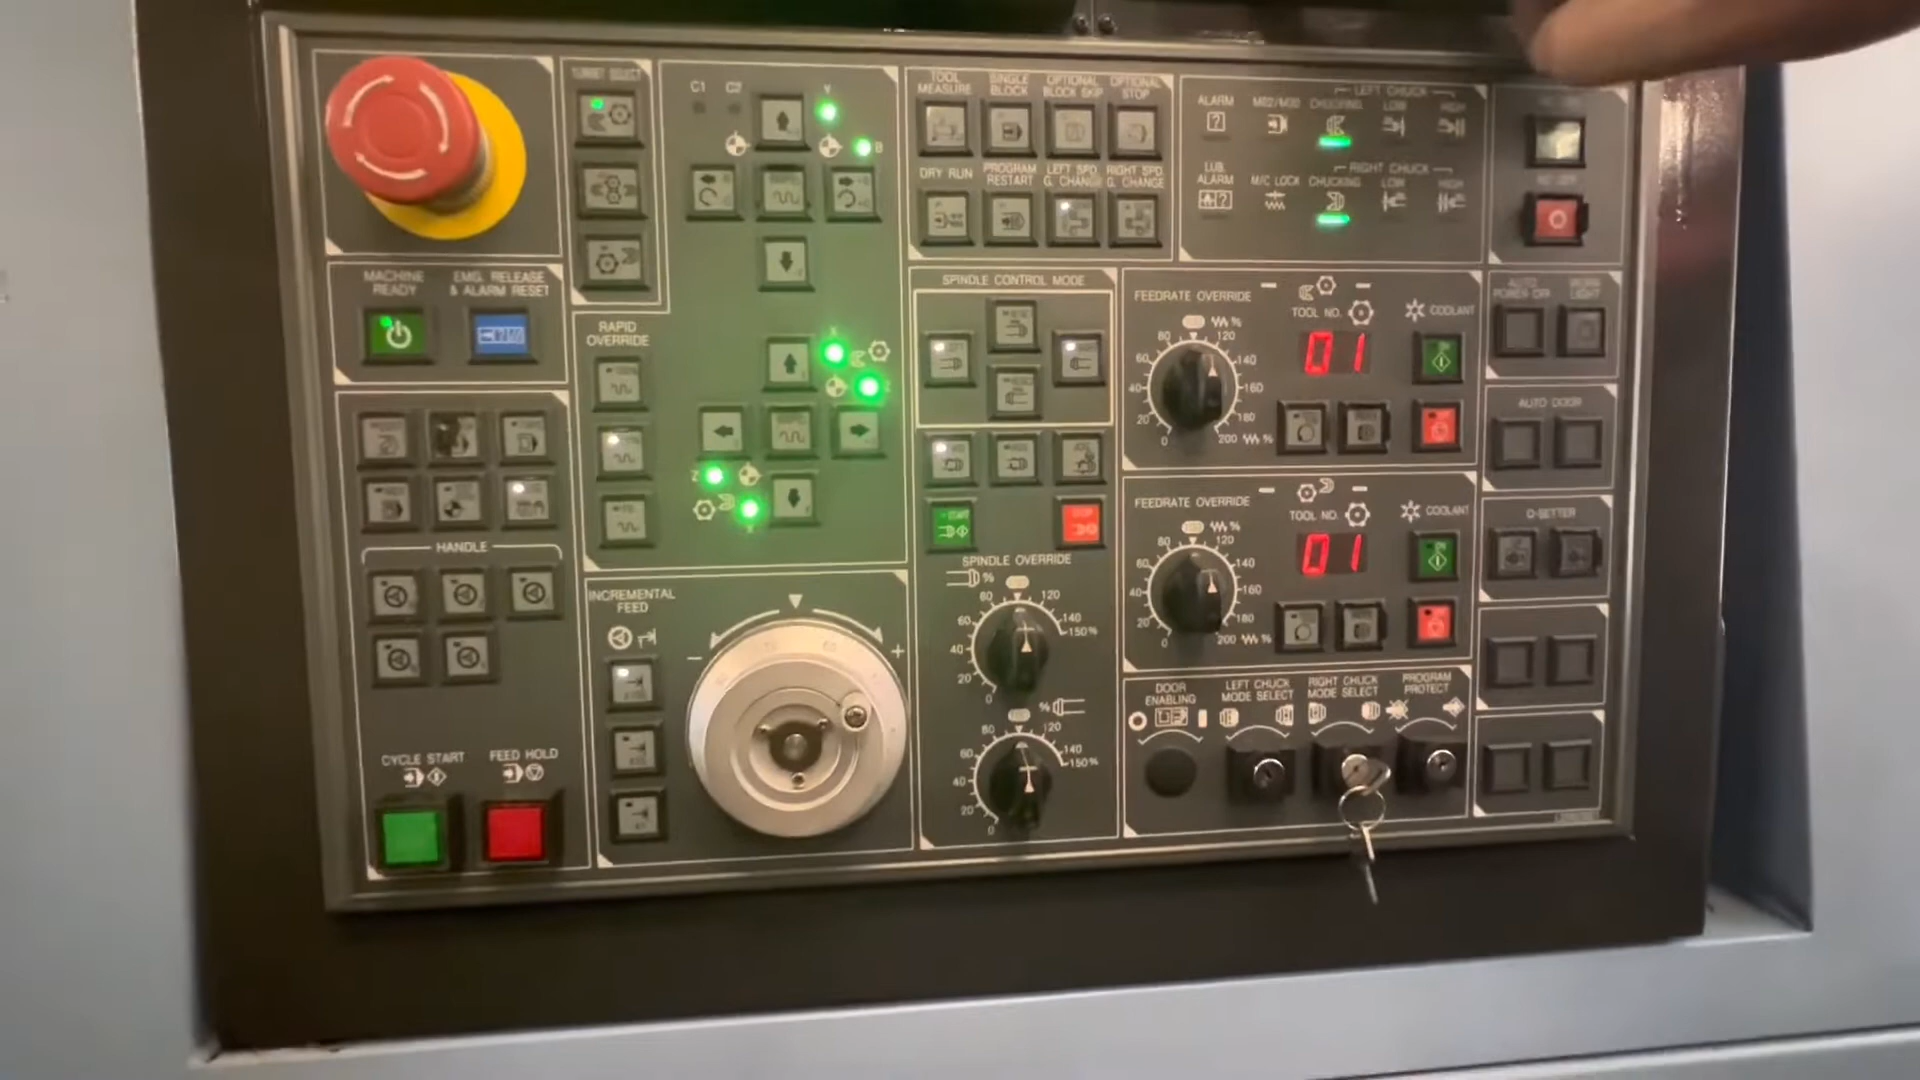 TURRET SELECT
C1 C2 Y
B
TOOL MEASURE
SINGLE BLOCK
OPTIONAL BLOCK SKIP
OPTIONAL STOP
DRY RUN
PROGRAM RESTART
LEFT SPD. G. CHANGE
RIGHT SPD. G. CHANGE
LEFT CHUCK
ALARM M02/M30 CHUCKING LOW HIGH
RIGHT CHUCK
LUB. ALARM
M/C LOCK CHUCKING LOW HIGH
MACHINE READY
EMG. RELEASE & ALARM RESET
RAPID OVERRIDE
X
Z
SPINDLE CONTROL MODE
START
STOP
SPINDLE OVERRIDE
%
0 20 40 60 80 120 140 150%
%
0 20 40 60 80 120 140 150%
FEEDRATE OVERRIDE
TOOL NO.
COOLANT
%
0 20 40 60 80 120 140 160 180 200 %
01
FEEDRATE OVERRIDE
TOOL NO.
COOLANT
%
0 20 40 60 80 120 140 160 180 200 %
01
AUTO POWER OFF
WORK LIGHT
AUTO DOOR
Q-SETTER
HANDLE
INCREMENTAL FEED
- +
CYCLE START
FEED HOLD
DOOR ENABLING
LEFT CHUCK MODE SELECT
RIGHT CHUCK MODE SELECT
PROGRAM PROTECT